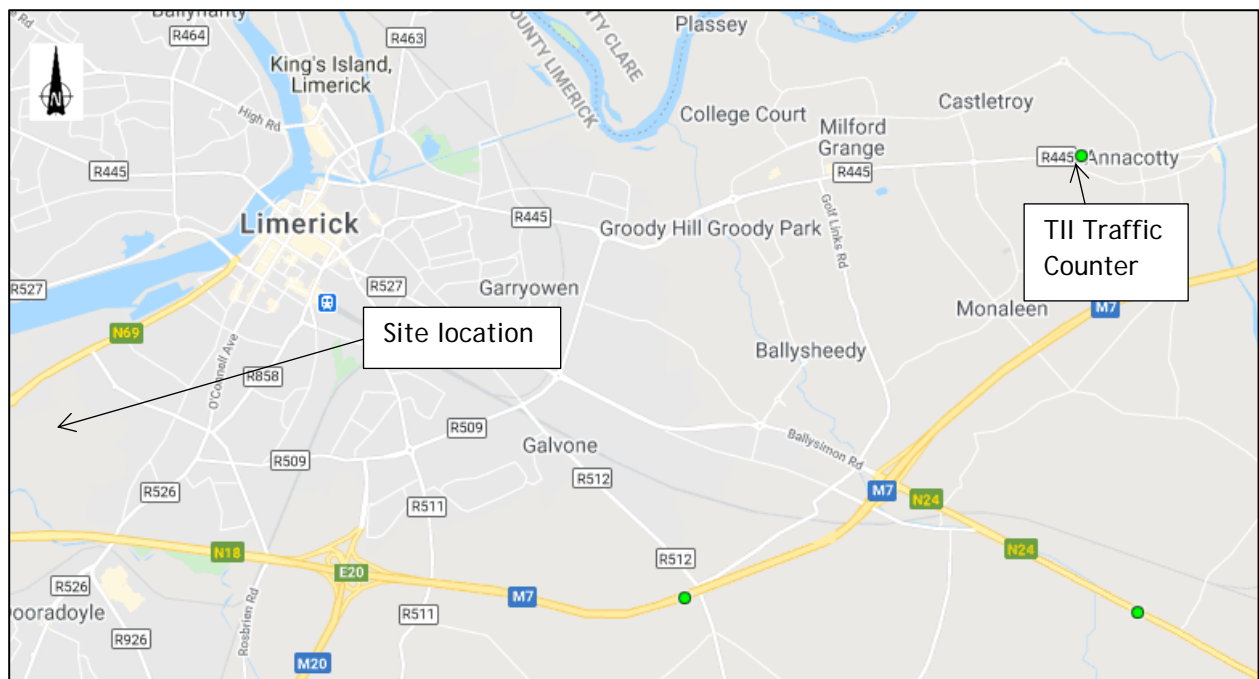 Ballynanty
Plassey
R464
R463
COUNTY CLARE
COUNTY LIMERICK
King's Island,
Limerick
N
High Rd
College Court
Castletroy
Milford
Grange
R445
R445
R445
Annacotty
R445
Limerick
Groody Hill Groody Park
Golf Links Rd
TII Traffic
Counter
R527
R527
Garryowen
Monaleen
M7
N69
Site location
Ballysheedy
O'Connell Ave
R858
R509
Galvone
Ballysimon Rd
R509
R526
R511
R512
M7
N24
N18
E20
R512
N24
R526
M7
R511
Dooradoyle
Rosbrien Rd
R926
M20